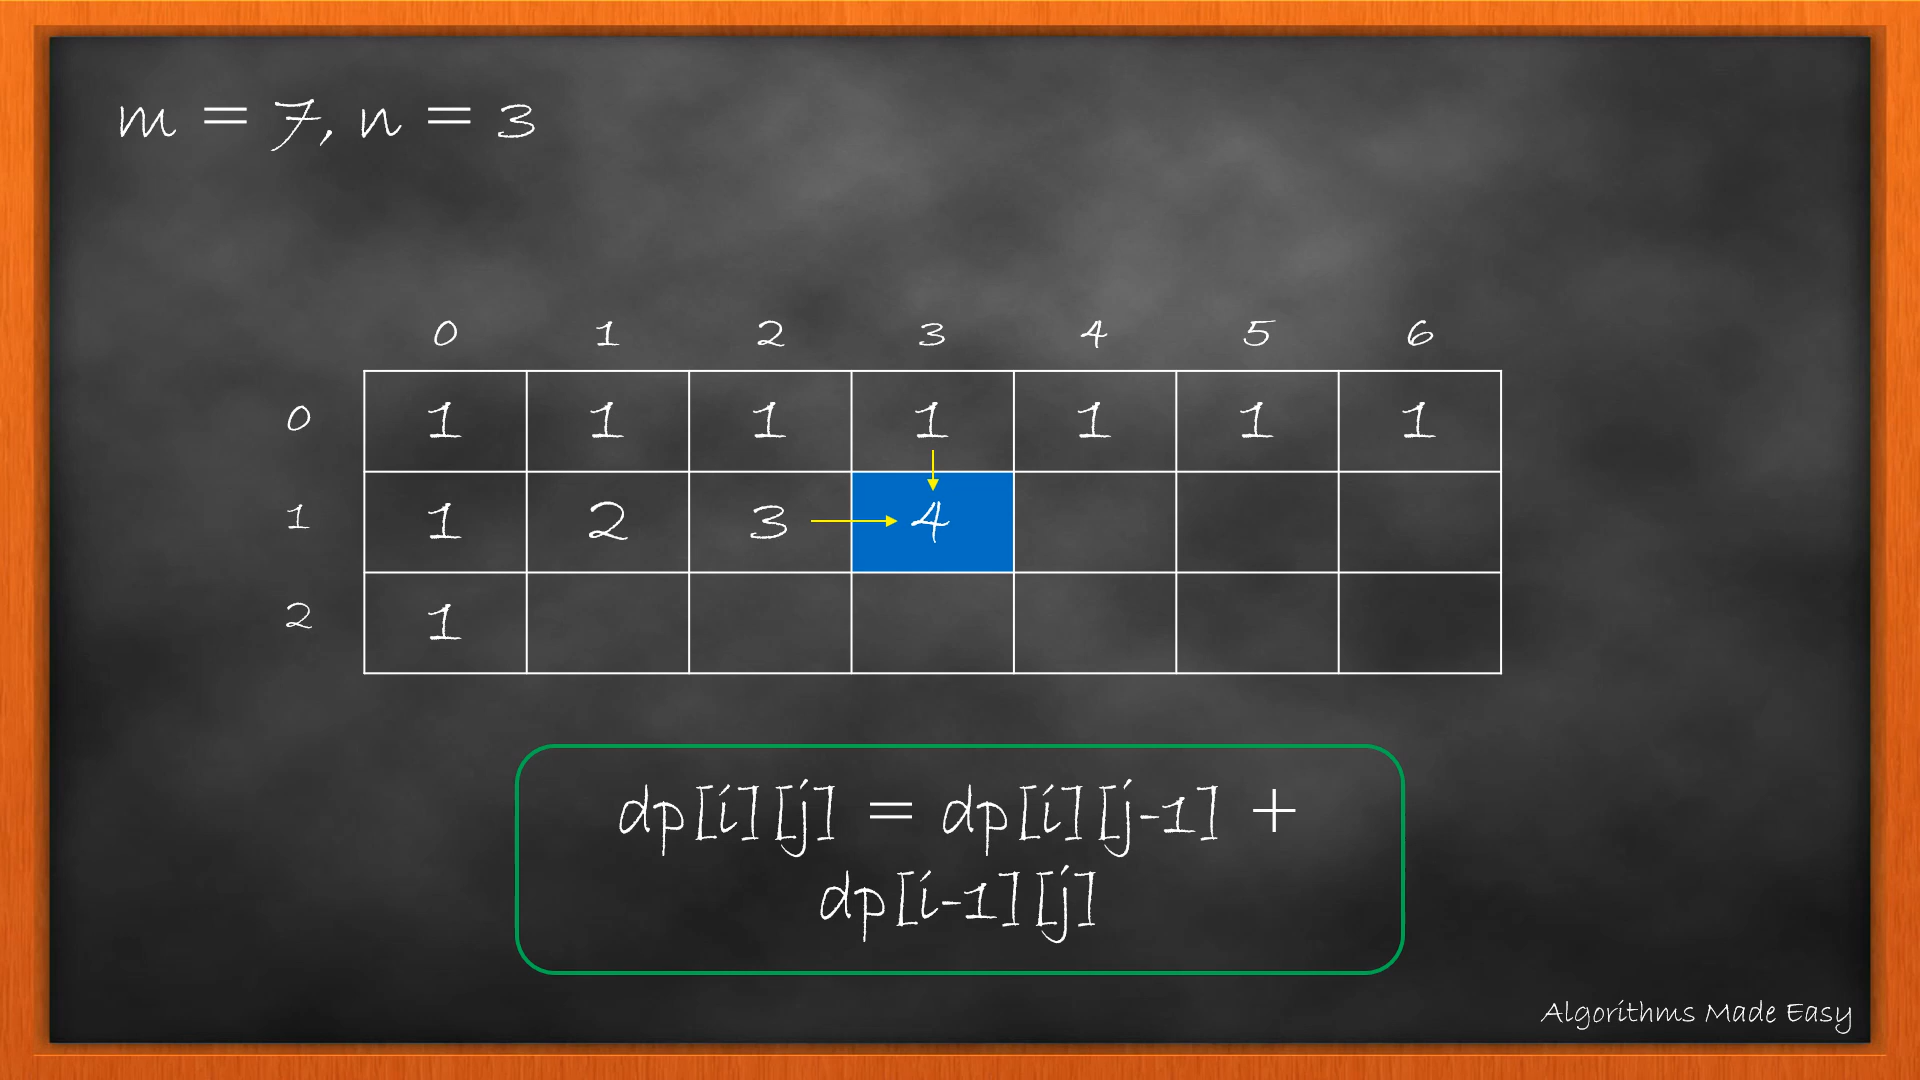 m = 7, n = 3
0 1 2 3 4 5 6
0 1 1 1 1 1 1 1
1 1 2 3 4
2 1
dp[i][j] = dp[i][j-1] +
dp[i-1][j]
Algorithms Made Easy